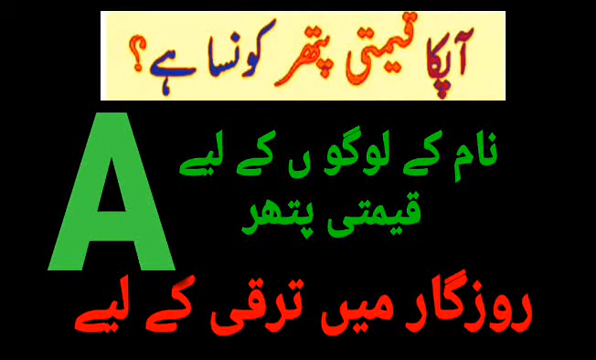 آپکا قیمتی پتھر کونسا ہے؟
A
نام کے لوگو ں کے لیے
قیمتی پتھر
روزگار میں ترقی کے لیے